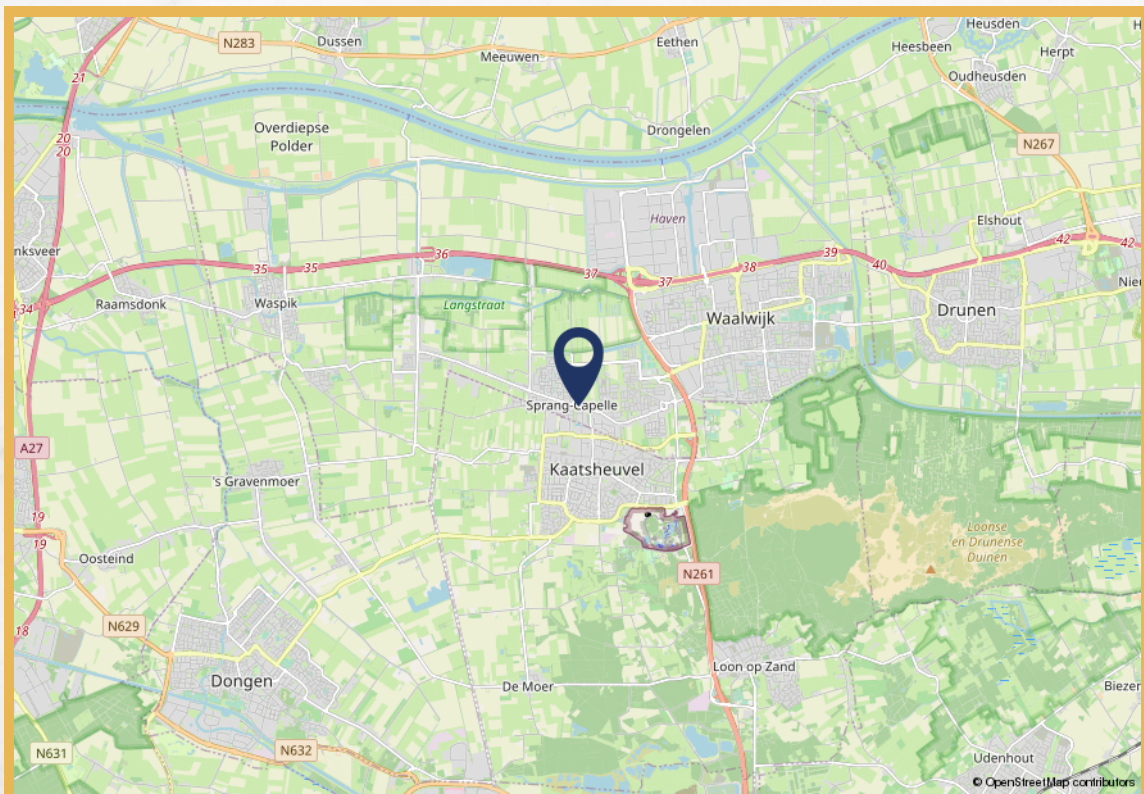 Heusden
N283
Dussen
Eethen
Heesbeen
Herpt
Meeuwen
Oudheusden
21
Overdiepse
Polder
Drongelen
20
20
N267
Haven
Elshout
nksveer
36
39
42
42
35
35
37
38
40
37
Nieu
Raamsdonk
Waspik
Langstraat
34
Waalwijk
Drunen
Sprang-Capelle
A27
Kaatsheuvel
's Gravenmoer
19
19
Loonse
en Drunense
Duinen
Oosteind
N261
18
N629
Loon op Zand
Dongen
De Moer
Biezen
N631
N632
Udenhout
© OpenStreetMap contributors